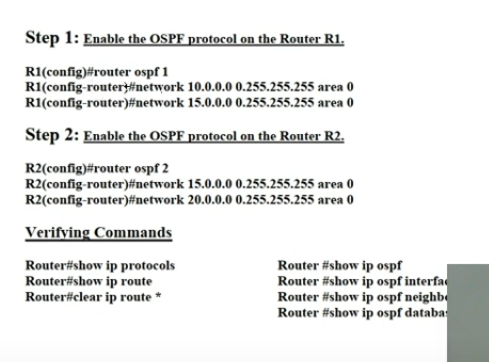 Step 1: Enable the OSPF protocol on the Router R1.
R1(config)#router ospf 1
R1(config-router)#network 10.0.0.0 0.255.255.255 area 0
R1(config-router)#network 15.0.0.0 0.255.255.255 area 0
Step 2: Enable the OSPF protocol on the Router R2.
R2(config)#router ospf 2
R2(config-router)#network 15.0.0.0 0.255.255.255 area 0
R2(config-router)#network 20.0.0.0 0.255.255.255 area 0
Verifying Commands
Router#show ip protocols
Router#show ip route
Router#clear ip route *
Router #show ip ospf
Router #show ip ospf interfa
Router #show ip ospf neighb
Router #show ip ospf databa